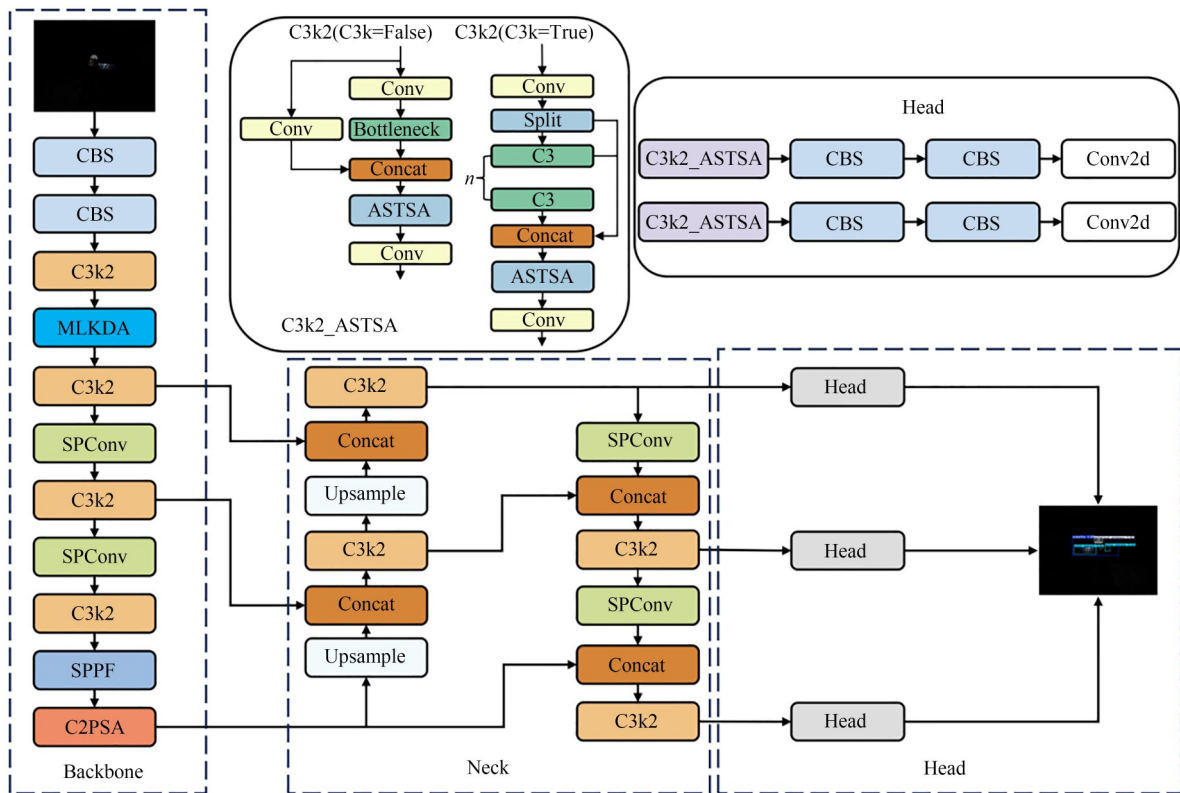 CBS
CBS
C3k2
MLKDA
C3k2
SPConv
C3k2
SPConv
C3k2
SPPF
C2PSA
Backbone
C3k2(C3k=False)
Conv
Conv
Bottleneck
Concat
ASTSA
Conv
C3k2(C3k=True)
Conv
Split
C3
n
C3
Concat
ASTSA
Conv
C3k2_ASTSA
Head
C3k2_ASTSA
CBS
CBS
Conv2d
C3k2_ASTSA
CBS
CBS
Conv2d
C3k2
Concat
Upsample
C3k2
Concat
Upsample
SPConv
Concat
C3k2
SPConv
Concat
C3k2
Neck
Head
Head
Head
Head